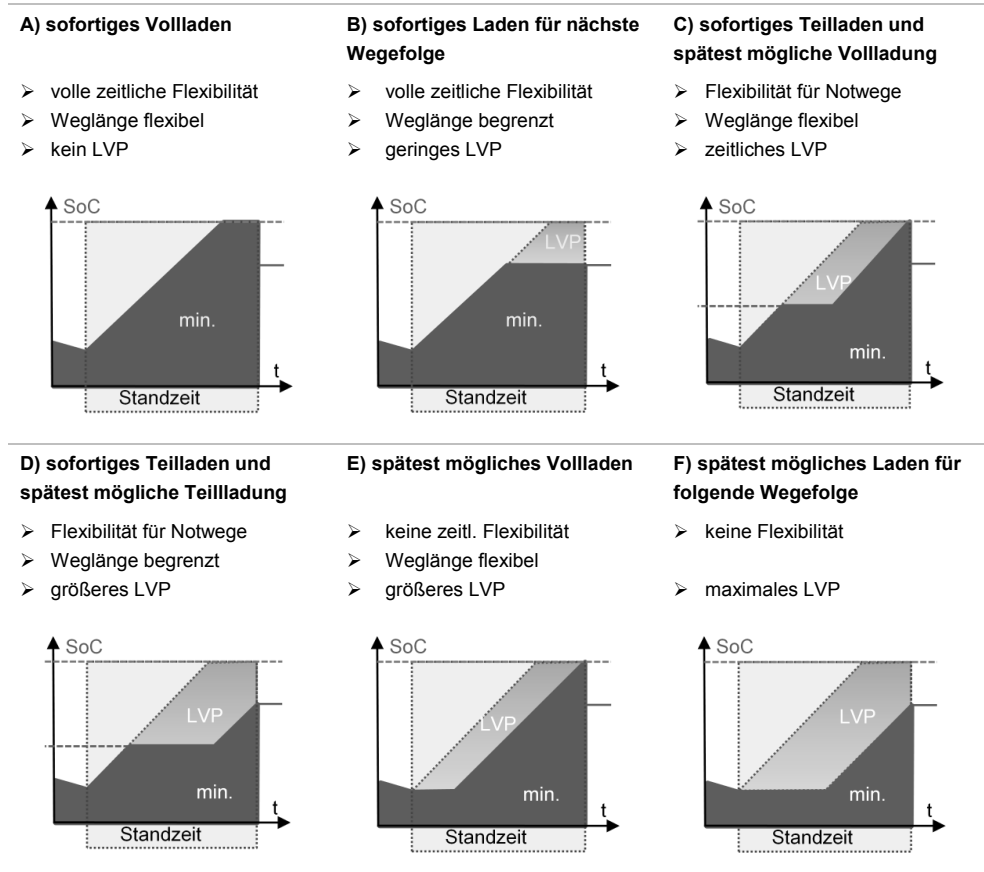 A) sofortiges Vollladen
➢ volle zeitliche Flexibilität
➢ Weglänge flexibel
➢ kein LVP
SoC
min.
t
Standzeit
B) sofortiges Laden für nächste
Wegefolge
➢ volle zeitliche Flexibilität
➢ Weglänge begrenzt
➢ geringes LVP
SoC
LVP
min.
t
Standzeit
C) sofortiges Teilladen und
spätest mögliche Vollladung
➢ Flexibilität für Notwege
➢ Weglänge flexibel
➢ zeitliches LVP
SoC
LVP
min.
t
Standzeit
D) sofortiges Teilladen und
spätest mögliche Teillladung
➢ Flexibilität für Notwege
➢ Weglänge begrenzt
➢ größeres LVP
SoC
LVP
min.
t
Standzeit
E) spätest mögliches Vollladen
➢ keine zeitl. Flexibilität
➢ Weglänge flexibel
➢ größeres LVP
SoC
LVP
min.
t
Standzeit
F) spätest mögliches Laden für
folgende Wegefolge
➢ keine Flexibilität
➢ maximales LVP
SoC
LVP
min.
t
Standzeit